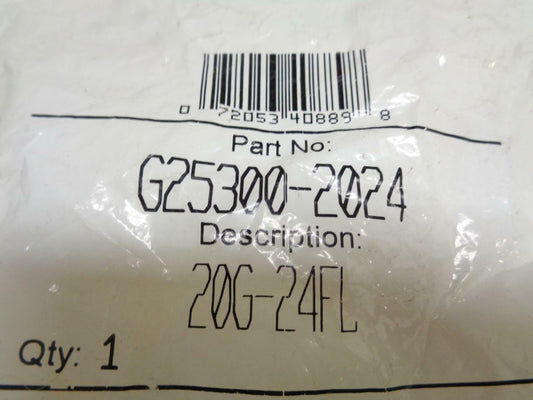 0 72053 40889 8
Part No:
G25300-2024
Description:
20G-24FL
Qty: 1